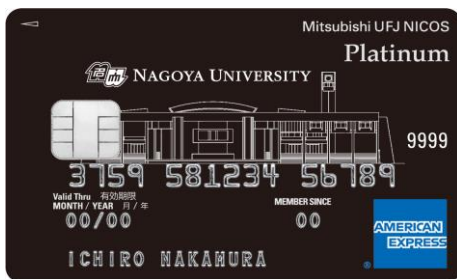 Mitsubishi UFJ NICOS
Platinum
NAGOYA UNIVERSITY
9999
3759 581234 56789
Valid Thru 有効期限
MONTH / YEAR 月 / 年
MEMBER SINCE
00/00
00
AMERICAN
EXPRESS
®
ICHIRO NAKAMURA